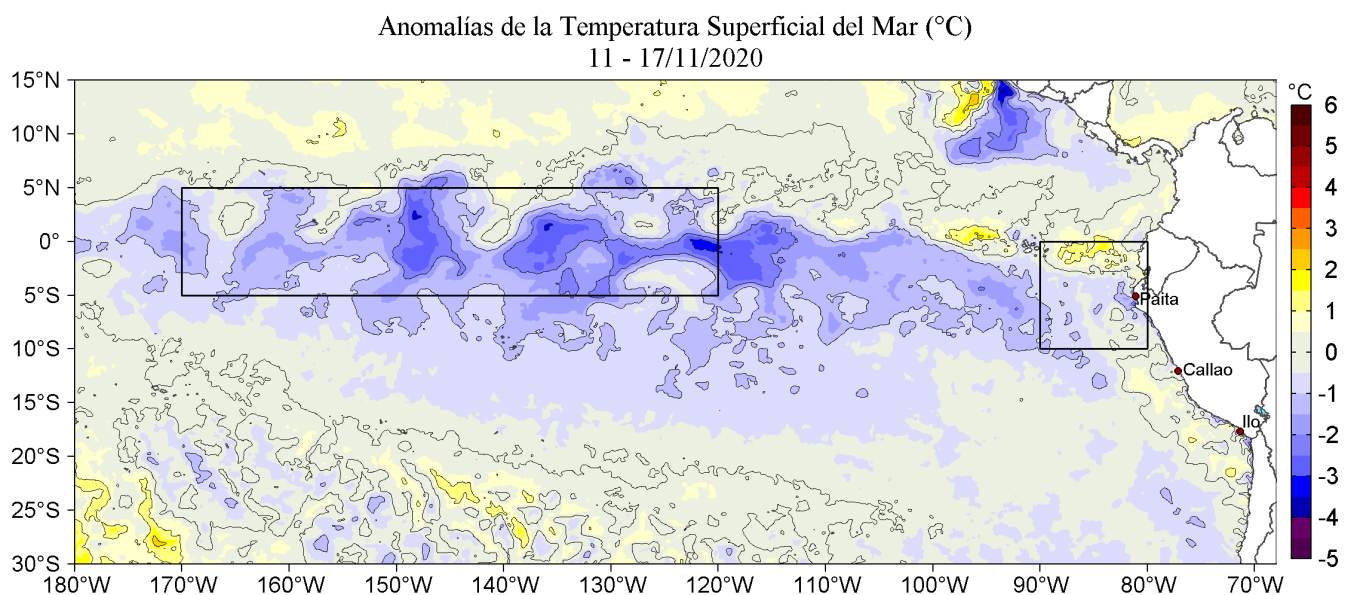 Anomalías de la Temperatura Superficial del Mar (°C)
11 - 17/11/2020
15°N
10°N
5°N
0°
5°S
10°S
15°S
20°S
25°S
30°S
180°W
170°W
160°W
150°W
140°W
130°W
120°W
110°W
100°W
90°W
80°W
70°W
Paita
Callao
Ilo
°C
6
5
4
3
2
1
0
-1
-2
-3
-4
-5